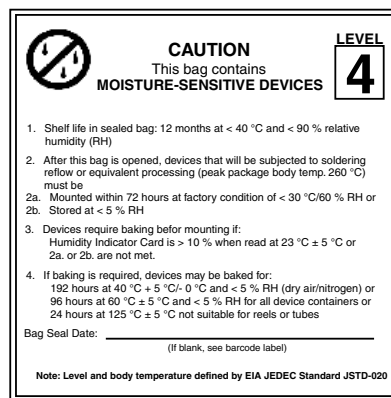 CAUTION
This bag contains
MOISTURE-SENSITIVE DEVICES
LEVEL
4
1. Shelf life in sealed bag: 12 months at < 40 °C and < 90 % relative
humidity (RH)
2. After this bag is opened, devices that will be subjected to soldering
reflow or equivalent processing (peak package body temp. 260 °C)
must be
2a. Mounted within 72 hours at factory condition of < 30 °C/60 % RH or
2b. Stored at < 5 % RH
3. Devices require baking befor mounting if:
Humidity Indicator Card is > 10 % when read at 23 °C ± 5 °C or
2a. or 2b. are not met.
4. If baking is required, devices may be baked for:
192 hours at 40 °C + 5 °C/- 0 °C and < 5 % RH (dry air/nitrogen) or
96 hours at 60 °C ± 5 °C and < 5 % RH for all device containers or
24 hours at 125 °C ± 5 °C not suitable for reels or tubes
Bag Seal Date:
(If blank, see barcode label)
Note: Level and body temperature defined by EIA JEDEC Standard JSTD-020